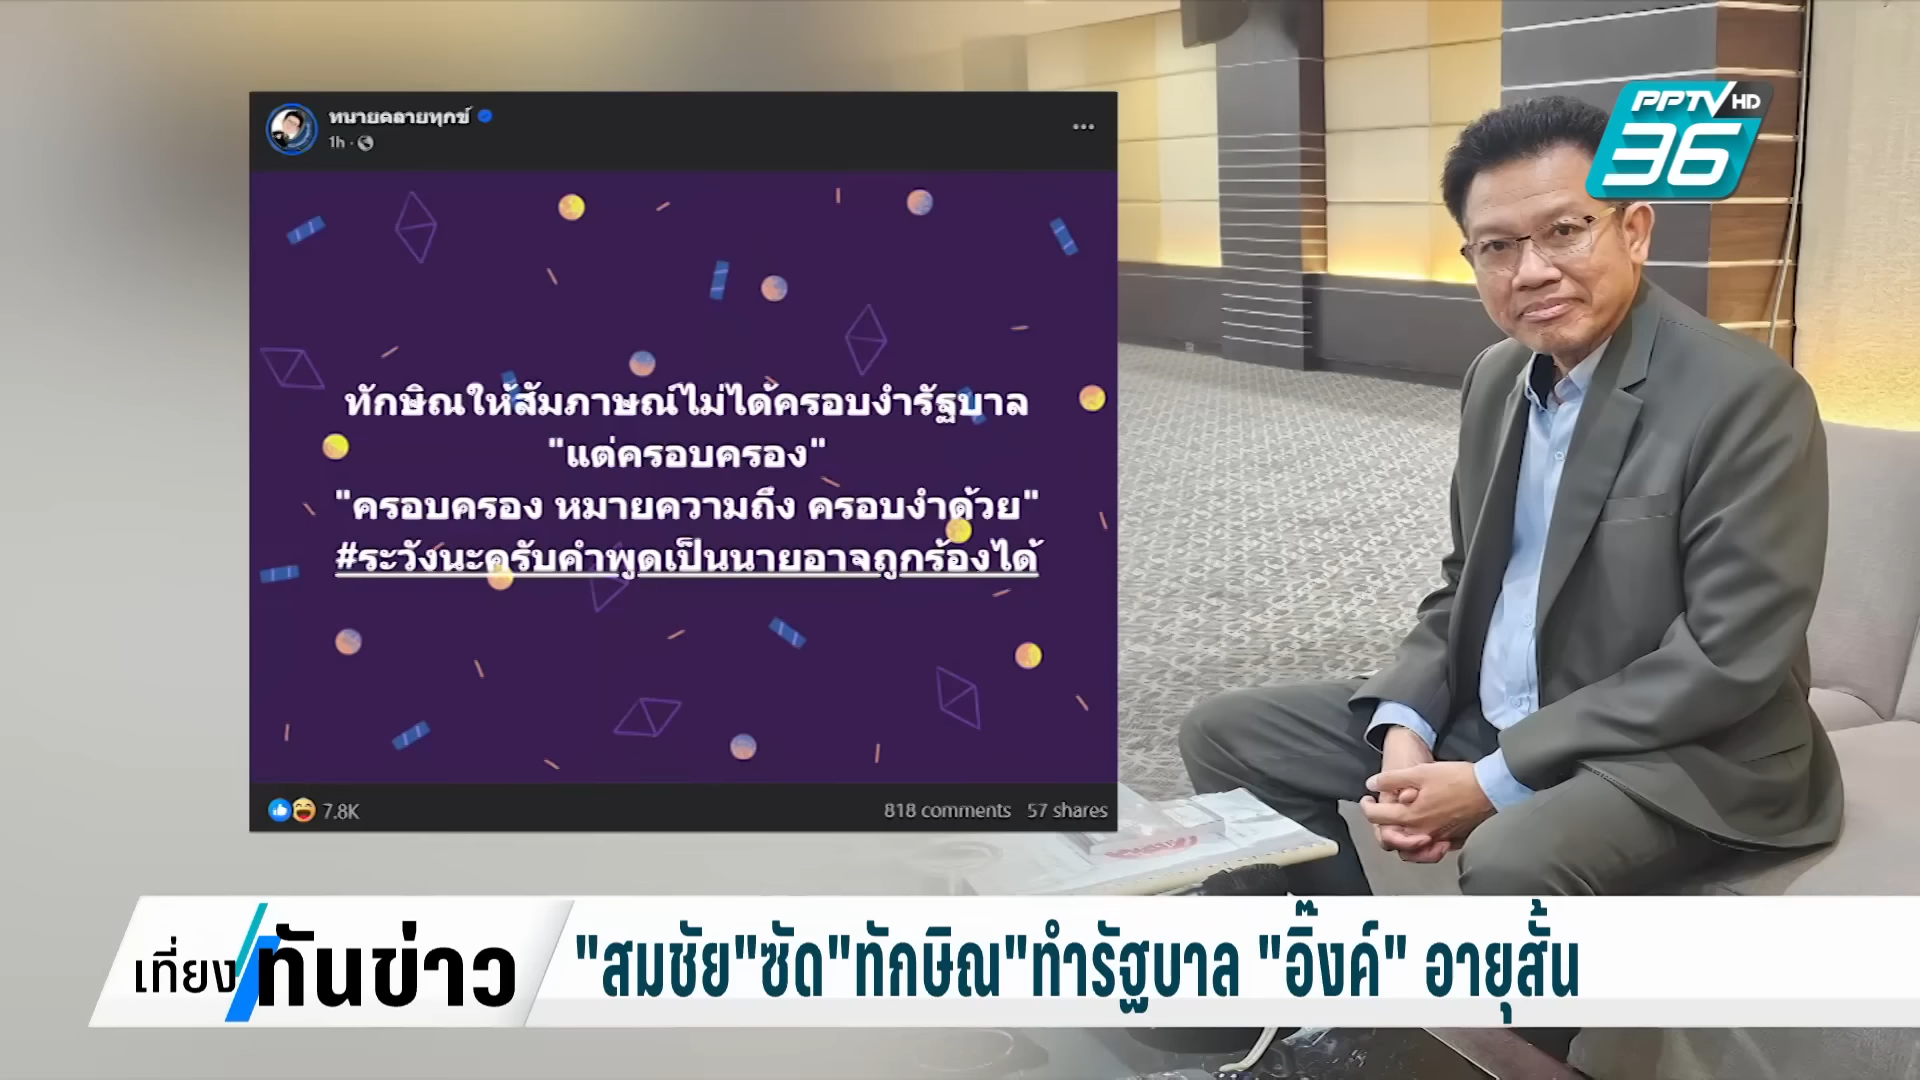 PPTV HD
36
ทนายคลายทุกข์
1h
ทักษิณให้สัมภาษณ์ไม่ได้ครอบงำรัฐบาล
"แต่ครอบครอง"
"ครอบครอง หมายความถึง ครอบงำด้วย"
#ระวังนะครับคำพูดเป็นนายอาจถูกร้องได้
7.8K
818 comments 57 shares
เที่ยงทันข่าว
"สมชัย"ซัด"ทักษิณ"ทำรัฐบาล "อิ๊งค์" อายุสั้น